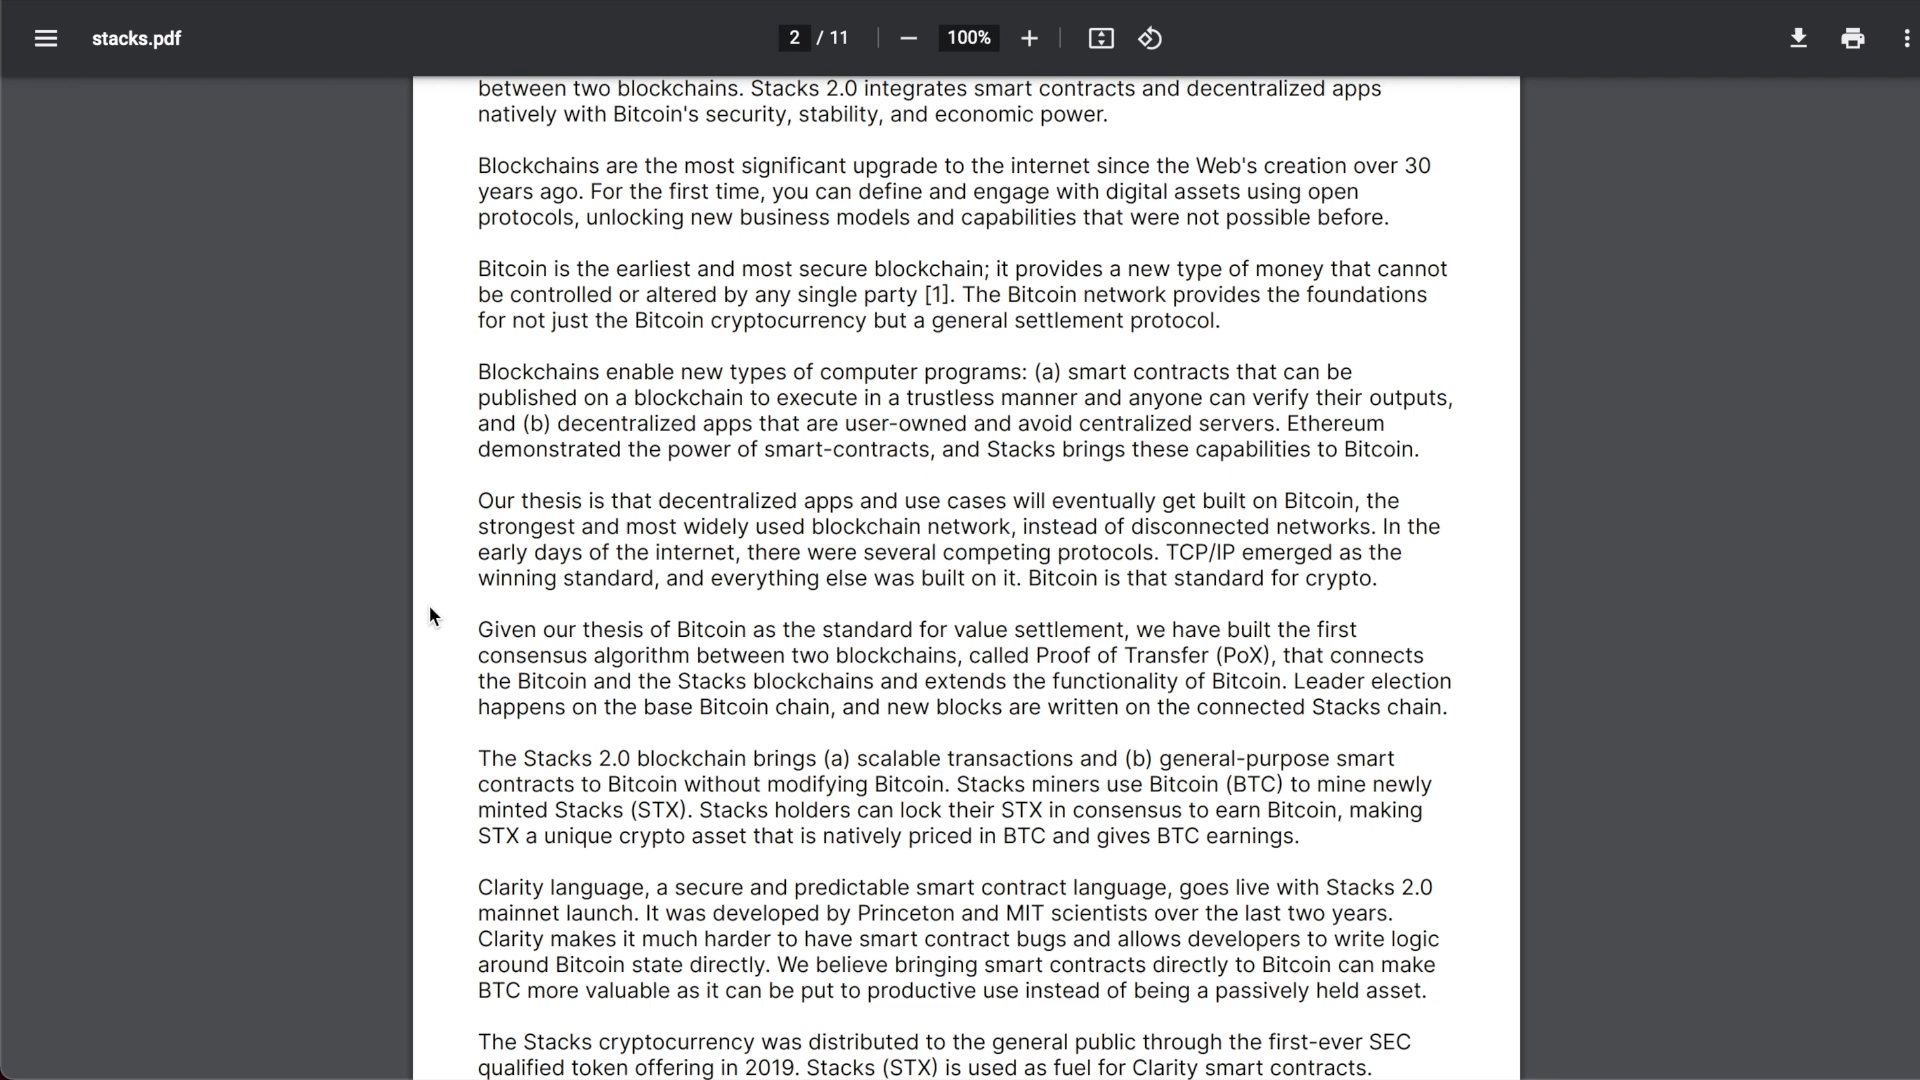 stacks.pdf
2 / 11
100%
between two blockchains. Stacks 2.0 integrates smart contracts and decentralized apps
natively with Bitcoin's security, stability, and economic power.
Blockchains are the most significant upgrade to the internet since the Web's creation over 30
years ago. For the first time, you can define and engage with digital assets using open
protocols, unlocking new business models and capabilities that were not possible before.
Bitcoin is the earliest and most secure blockchain; it provides a new type of money that cannot
be controlled or altered by any single party [1]. The Bitcoin network provides the foundations
for not just the Bitcoin cryptocurrency but a general settlement protocol.
Blockchains enable new types of computer programs: (a) smart contracts that can be
published on a blockchain to execute in a trustless manner and anyone can verify their outputs,
and (b) decentralized apps that are user-owned and avoid centralized servers. Ethereum
demonstrated the power of smart-contracts, and Stacks brings these capabilities to Bitcoin.
Our thesis is that decentralized apps and use cases will eventually get built on Bitcoin, the
strongest and most widely used blockchain network, instead of disconnected networks. In the
early days of the internet, there were several competing protocols. TCP/IP emerged as the
winning standard, and everything else was built on it. Bitcoin is that standard for crypto.
Given our thesis of Bitcoin as the standard for value settlement, we have built the first
consensus algorithm between two blockchains, called Proof of Transfer (PoX), that connects
the Bitcoin and the Stacks blockchains and extends the functionality of Bitcoin. Leader election
happens on the base Bitcoin chain, and new blocks are written on the connected Stacks chain.
The Stacks 2.0 blockchain brings (a) scalable transactions and (b) general-purpose smart
contracts to Bitcoin without modifying Bitcoin. Stacks miners use Bitcoin (BTC) to mine newly
minted Stacks (STX). Stacks holders can lock their STX in consensus to earn Bitcoin, making
STX a unique crypto asset that is natively priced in BTC and gives BTC earnings.
Clarity language, a secure and predictable smart contract language, goes live with Stacks 2.0
mainnet launch. It was developed by Princeton and MIT scientists over the last two years.
Clarity makes it much harder to have smart contract bugs and allows developers to write logic
around Bitcoin state directly. We believe bringing smart contracts directly to Bitcoin can make
BTC more valuable as it can be put to productive use instead of being a passively held asset.
The Stacks cryptocurrency was distributed to the general public through the first-ever SEC
qualified token offering in 2019. Stacks (STX) is used as fuel for Clarity smart contracts.